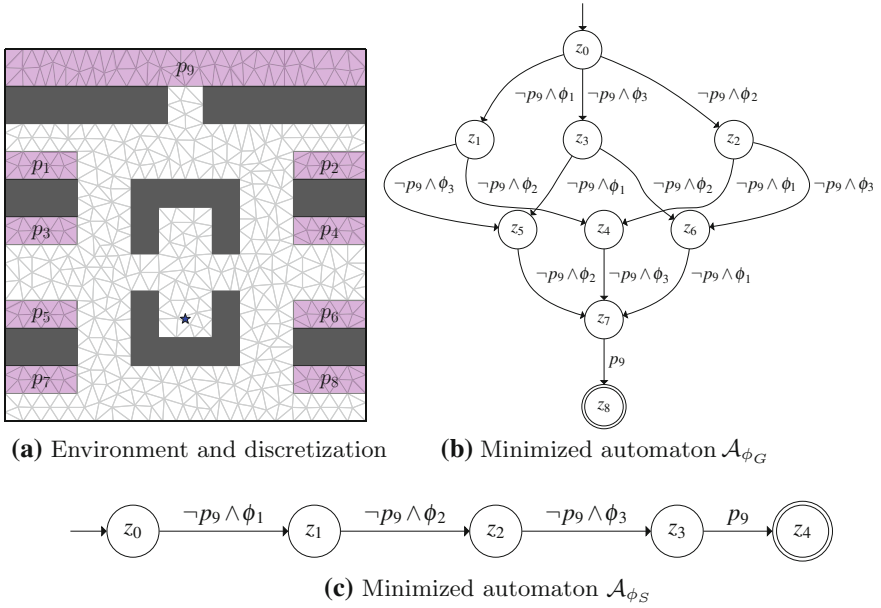 p9
p1
p2
p3
p4
p5
p6
p7
p8
(a) Environment and discretization
z0
¬p9∧ϕ1
¬p9∧ϕ3
¬p9∧ϕ2
z1
z3
z2
¬p9∧ϕ3
¬p9∧ϕ2
¬p9∧ϕ1
¬p9∧ϕ2
¬p9∧ϕ1
¬p9∧ϕ3
z5
z4
z6
¬p9∧ϕ2
¬p9∧ϕ3
¬p9∧ϕ1
z7
p9
z8
(b) Minimized automaton 𝒜ϕG
z0
¬p9∧ϕ1
z1
¬p9∧ϕ2
z2
¬p9∧ϕ3
z3
p9
z4
(c) Minimized automaton 𝒜ϕS